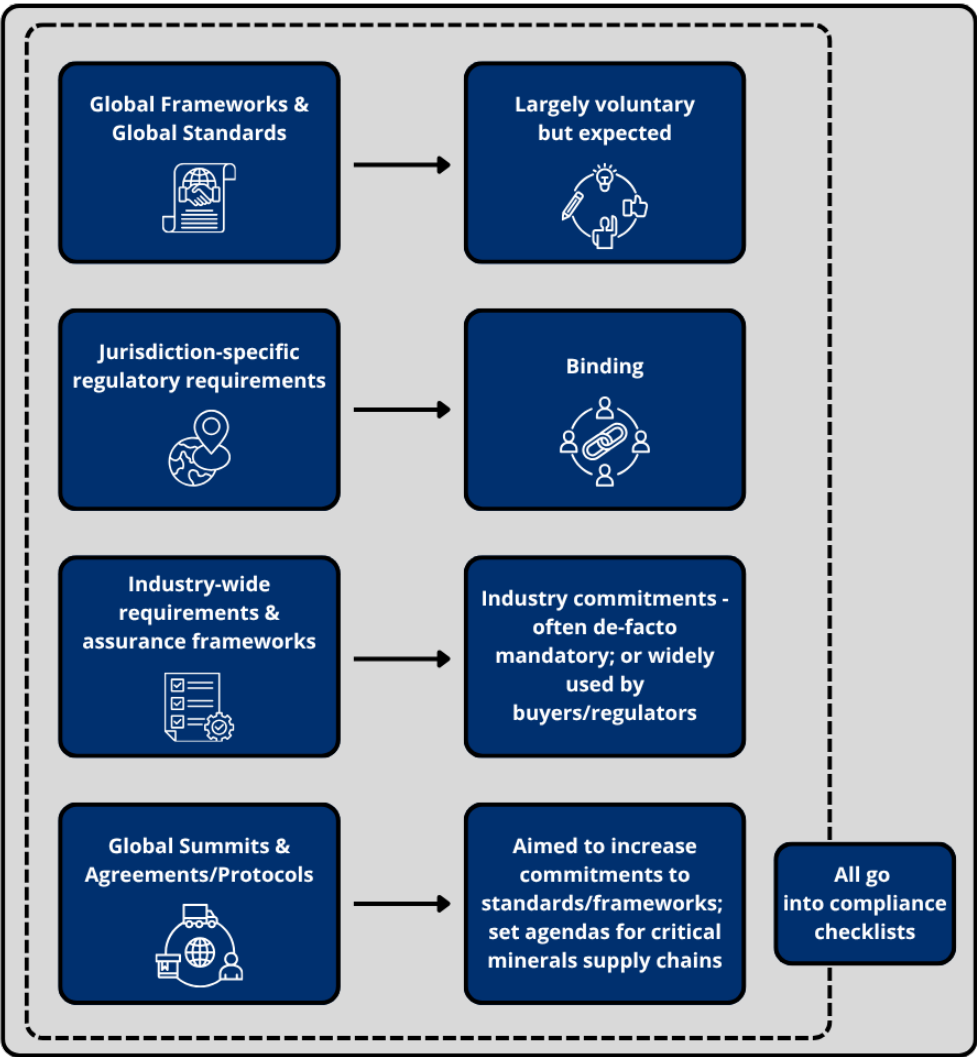 Global Frameworks &
Global Standards
Largely voluntary
but expected
Jurisdiction-specific
regulatory requirements
Binding
Industry-wide
requirements &
assurance frameworks
Industry commitments -
often de-facto
mandatory; or widely
used by
buyers/regulators
Global Summits &
Agreements/Protocols
Aimed to increase
commitments to
standards/frameworks;
set agendas for critical
minerals supply chains
All go
into compliance
checklists